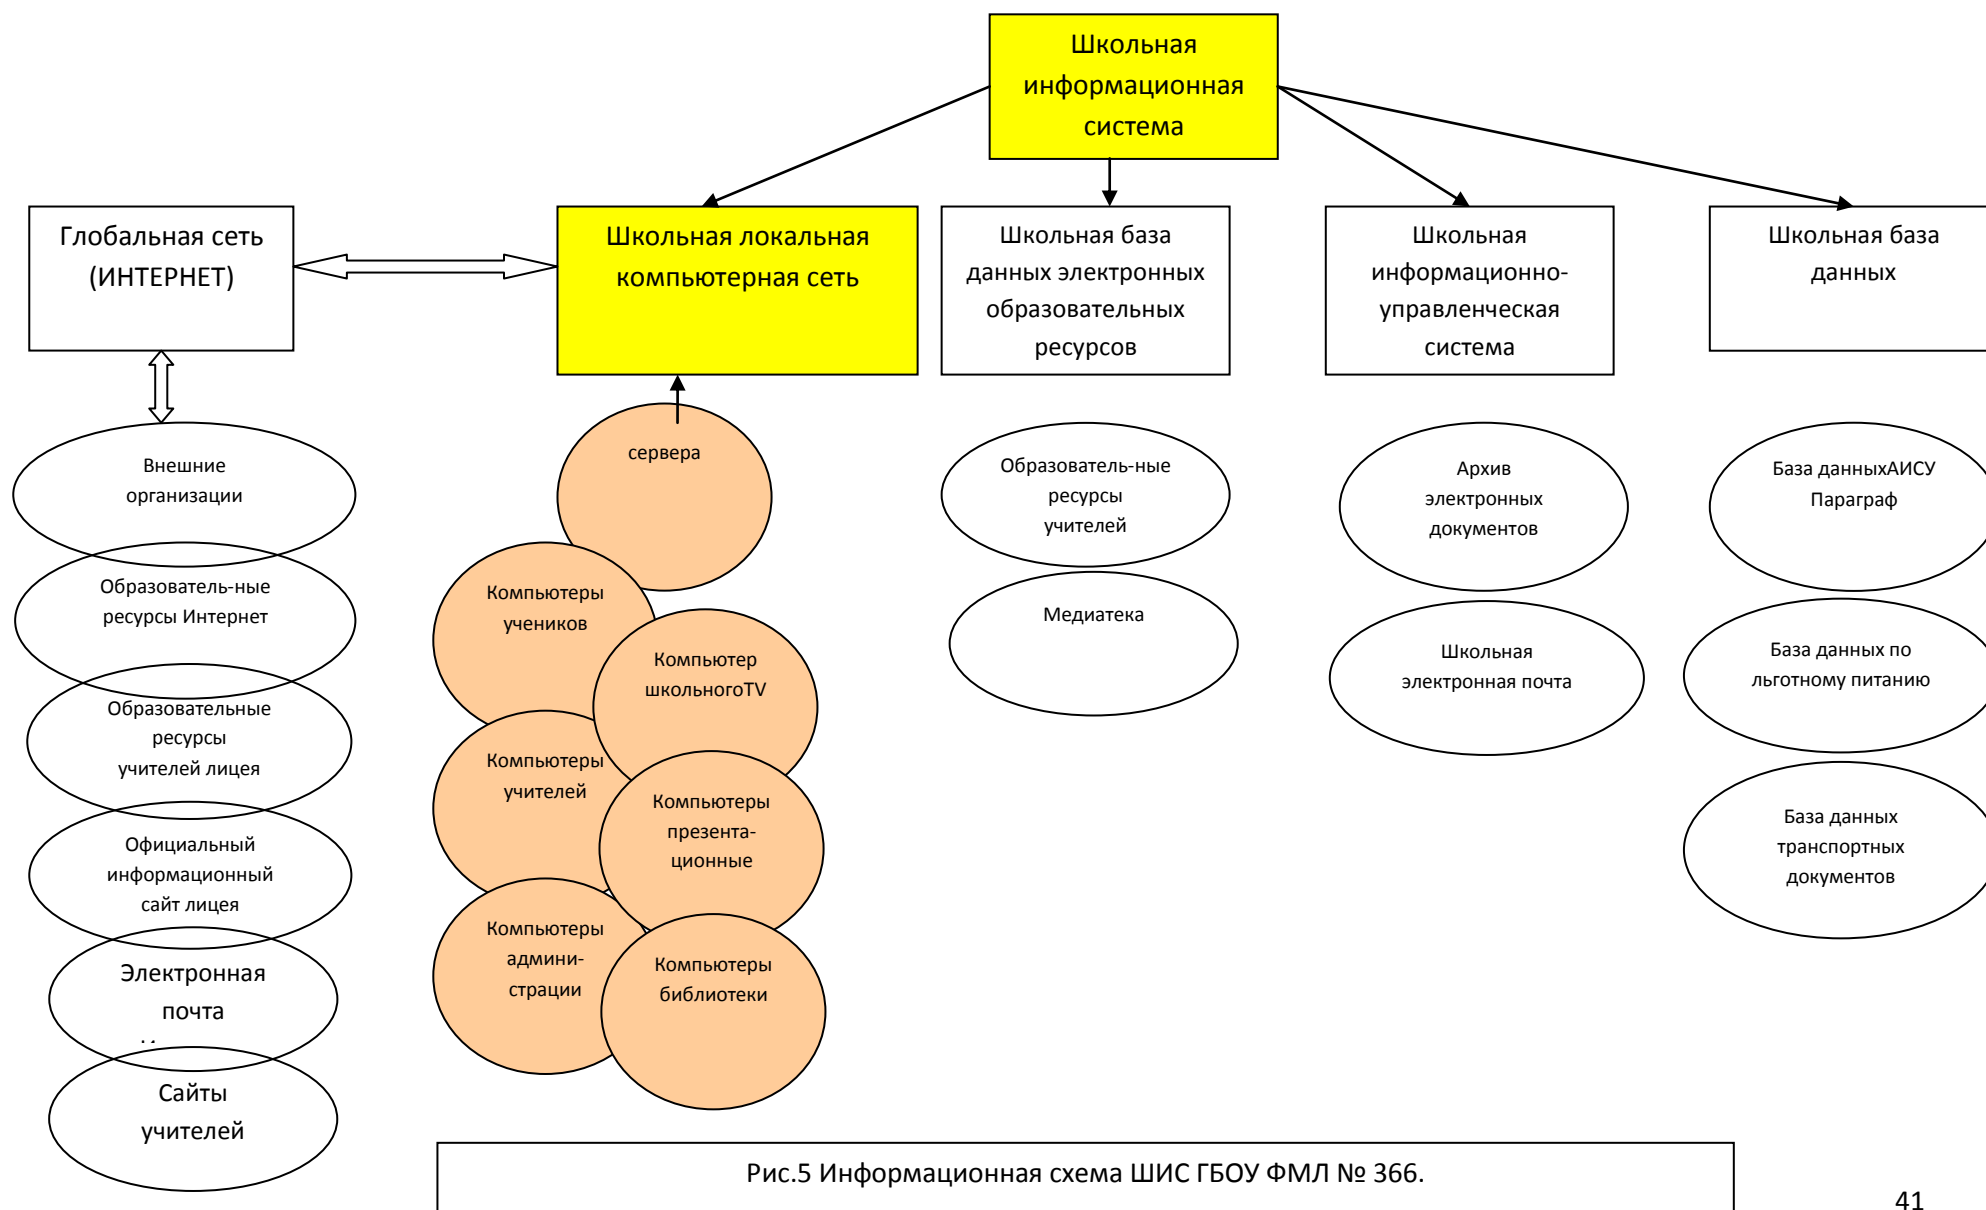 Школьная
информационная
система
Глобальная сеть
(ИНТЕРНЕТ)
Школьная локальная
компьютерная сеть
Школьная база
данных электронных
образовательных
ресурсов
Школьная
информационно-
управленческая
система
Школьная база
данных
Внешние
организации
Образователь-ные
ресурсы Интернет
Образовательные
ресурсы
учителей лицея
Официальный
информационный
сайт лицея
Электронная
почта
Сайты
учителей
сервера
Компьютеры
учеников
Компьютер
школьногоTV
Компьютеры
учителей
Компьютеры
презента-
ционные
Компьютеры
админи-
страции
Компьютеры
библиотеки
Образователь-ные
ресурсы
учителей
Медиатека
Архив
электронных
документов
Школьная
электронная почта
База данныхАИСУ
Параграф
База данных по
льготному питанию
База данных
транспортных
документов
Рис.5 Информационная схема ШИС ГБОУ ФМЛ № 366.
41